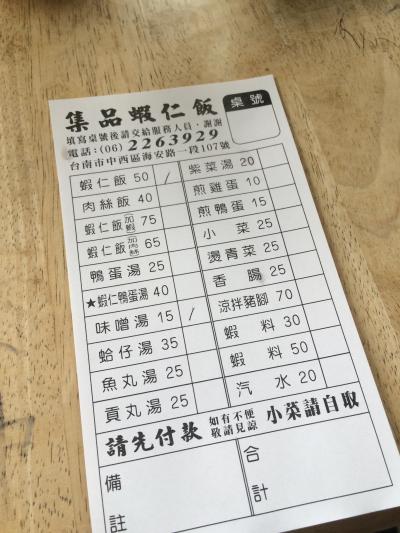 集品蝦仁飯
桌號
填寫桌號後請交給服務人員，謝謝
電話：(06) 2263929
台南市中西區海安路一段107號
蝦仁飯 50 /
紫菜湯 20
肉絲飯 40
煎雞蛋 10
蝦仁飯加蝦 75
煎鴨蛋 15
蝦仁飯加肉絲 65
小菜 25
鴨蛋湯 25
燙青菜 25
★蝦仁鴨蛋湯 40
香腸 25
味噌湯 15 /
涼拌豬腳 70
蛤仔湯 35
蝦料 30
魚丸湯 25
蝦料 50
貢丸湯 25
汽水 20
請先付款 如有不便敬請見諒 小菜請自取
備註
合計